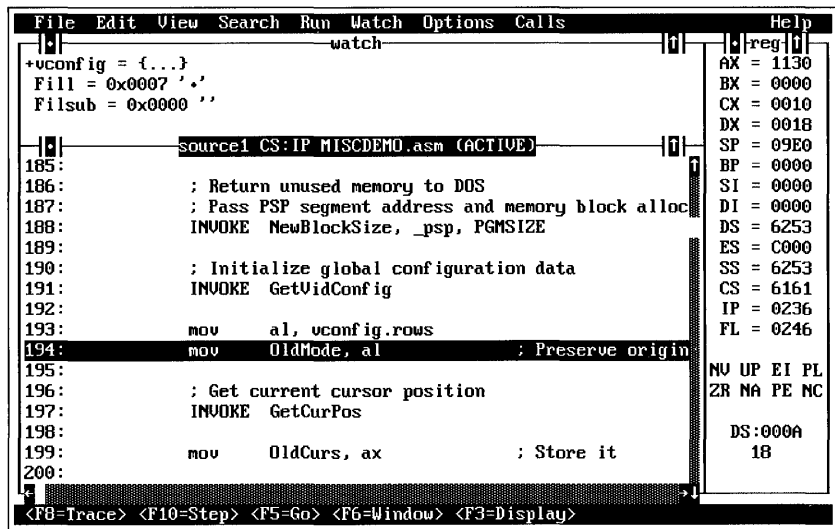 File Edit View Search Run Watch Options Calls Help
watch
+vconfig = {...}
Fill = 0x0007 '•'
Filsub = 0x0000 ''
source1 CS:IP MISCDEMO.asm (ACTIVE)
185:
186: ; Return unused memory to DOS
187: ; Pass PSP segment address and memory block alloc
188: INVOKE NewBlockSize, _psp, PGMSIZE
189:
190: ; Initialize global configuration data
191: INVOKE GetVidConfig
192:
193: mov al, vconfig.rows
194: mov OldMode, al ; Preserve origin
195:
196: ; Get current cursor position
197: INVOKE GetCurPos
198:
199: mov OldCurs, ax ; Store it
200:
reg
AX = 1130
BX = 0000
CX = 0010
DX = 0018
SP = 09E0
BP = 0000
SI = 0000
DI = 0000
DS = 6253
ES = C000
SS = 6253
CS = 6161
IP = 0236
FL = 0246
NV UP EI PL
ZR NA PE NC
DS:000A
18
<F8=Trace> <F10=Step> <F5=Go> <F6=Window> <F3=Display>